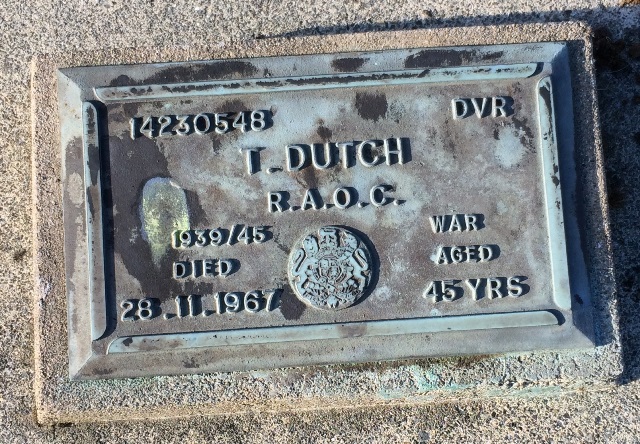 14230548 DVR
T. DUTCH
R.A.O.C.
1939/45 WAR
DIED AGED
28.11.1967 45 YRS